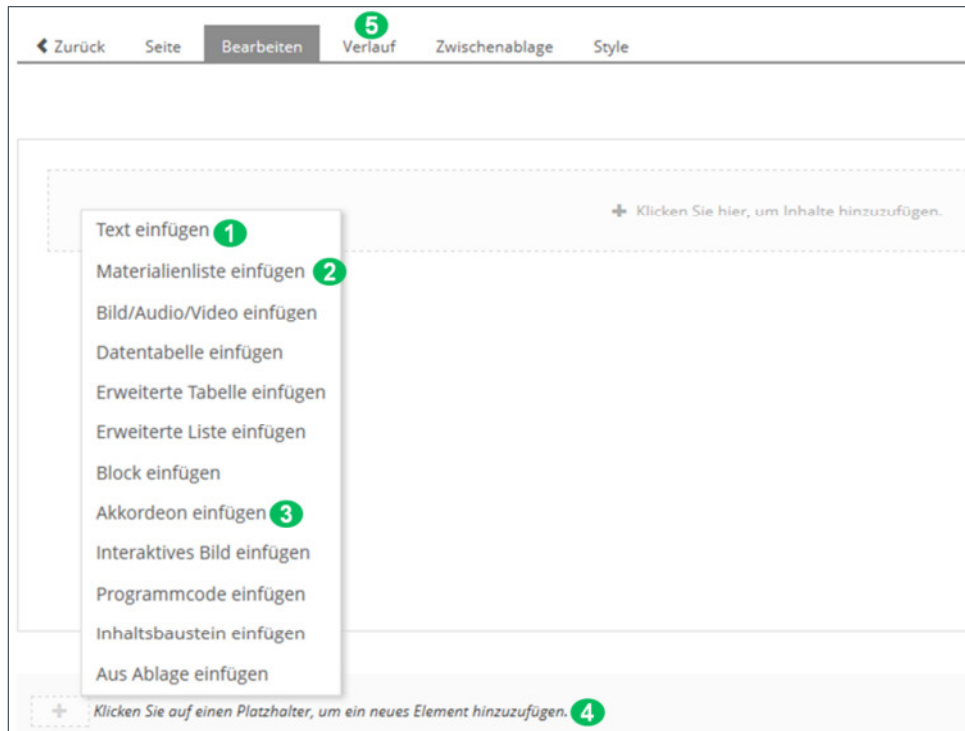 5
Zurück Seite Bearbeiten Verlauf Zwischenablage Style
Klicken Sie hier, um Inhalte hinzuzufügen.
Text einfügen 1
Materialienliste einfügen 2
Bild/Audio/Video einfügen
Datentabelle einfügen
Erweiterte Tabelle einfügen
Erweiterte Liste einfügen
Block einfügen
Akkordeon einfügen 3
Interaktives Bild einfügen
Programmcode einfügen
Inhaltsbaustein einfügen
Aus Ablage einfügen
Klicken Sie auf einen Platzhalter, um ein neues Element hinzuzufügen. 4